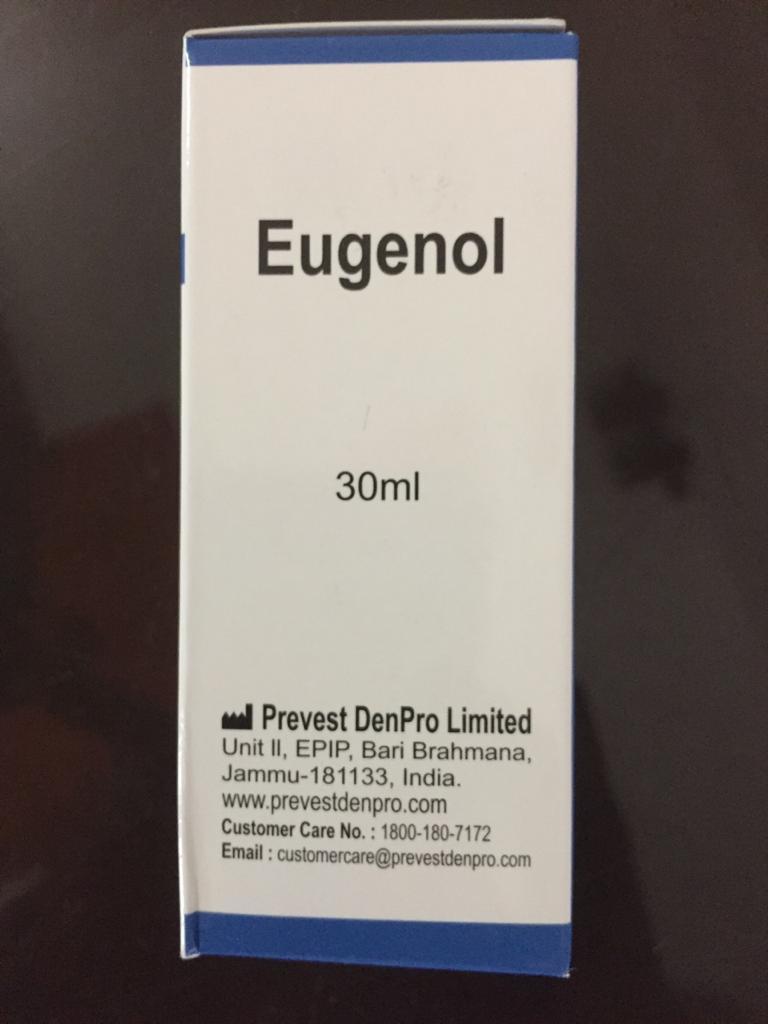 Eugenol
30ml
Prevest DenPro Limited
Unit II, EPIP, Bari Brahmana,
Jammu-181133, India.
www.prevestdenpro.com
Customer Care No. : 1800-180-7172
Email : customercare@prevestdenpro.com